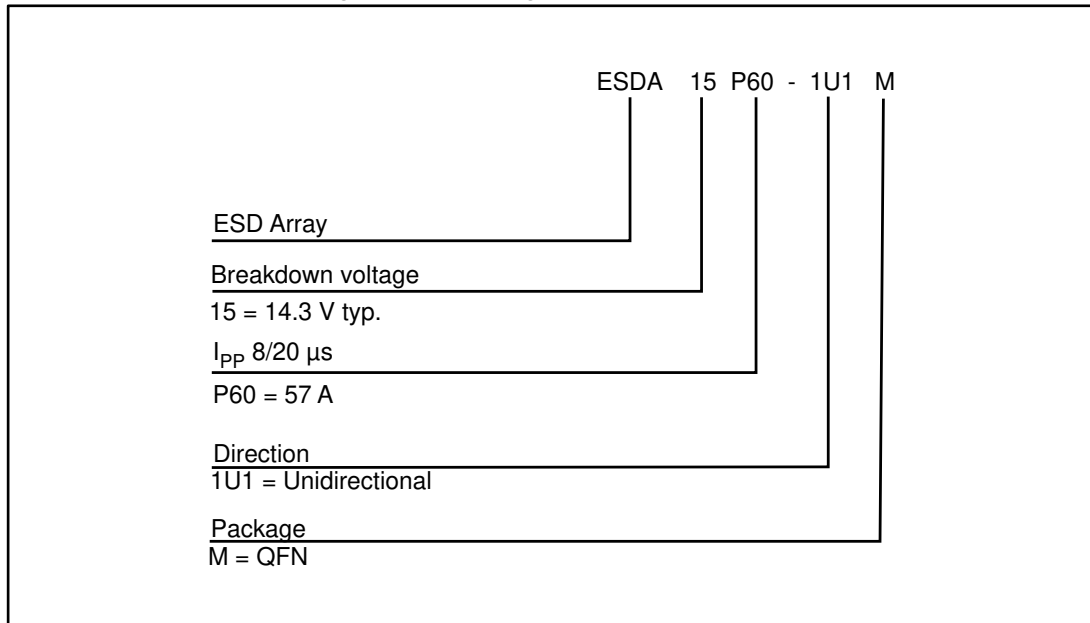 ESDA 15 P60 - 1U1 M
ESD Array
Breakdown voltage
15 = 14.3 V typ.
IPP 8/20 µs
P60 = 57 A
Direction
1U1 = Unidirectional
Package
M = QFN